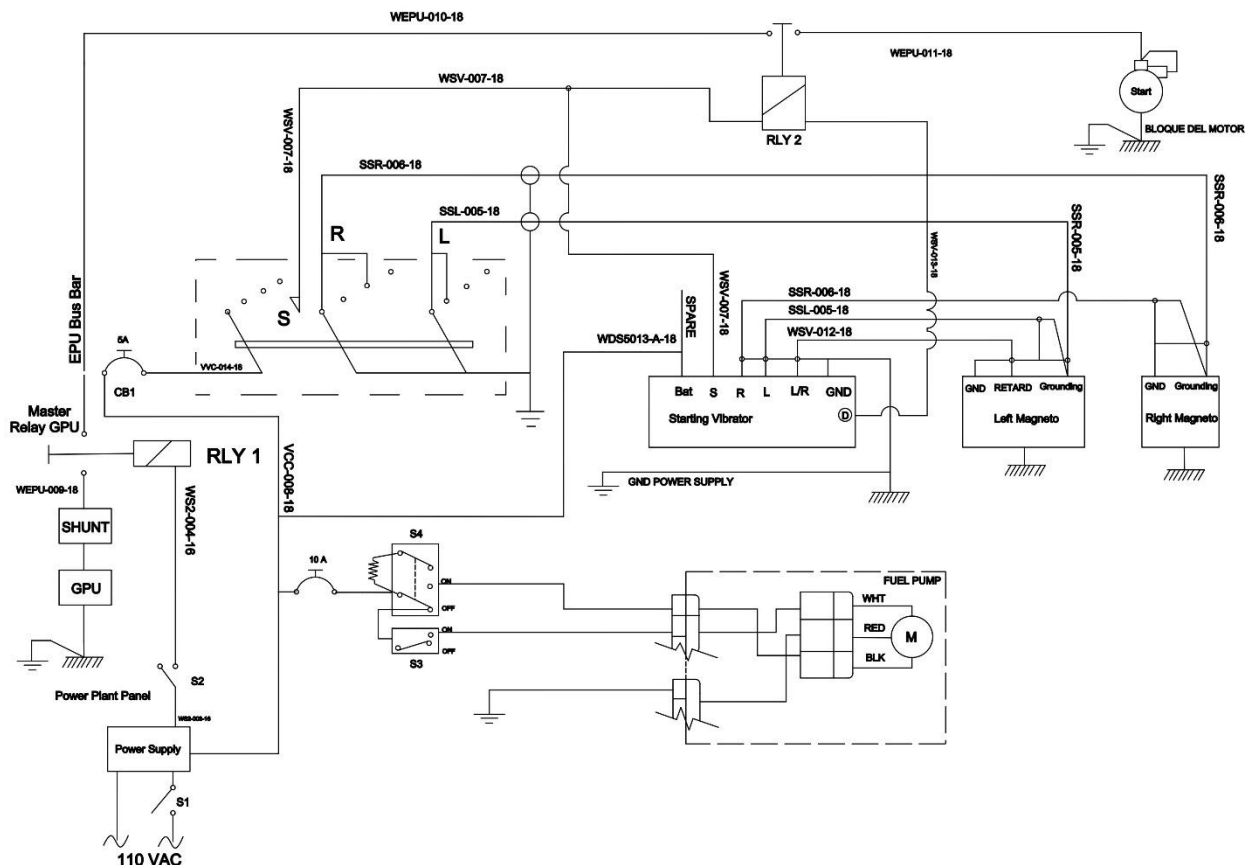 WEPU-010-18
WEPU-011-18
Start
BLOQUE DEL MOTOR
WSV-007-18
RLY 2
WSV-007-18
SSR-006-18
SSL-005-18
R
L
S
EPU Bus Bar
5A
CB1
VVC-014-18
SSR-005-18
SSR-006-18
WSV-013-18
SPARE
WSV-007-18
WDS5013-A-18
SSR-006-18
SSL-005-18
WSV-012-18
Bat S R L L/R GND
Starting Vibrator
D
GND RETARD Grounding
Left Magneto
GND Grounding
Right Magneto
GND POWER SUPPLY
Master
Relay GPU
RLY 1
WEPU-009-18
SHUNT
GPU
WS2-004-16
VCC-008-18
10 A
S4
ON
OFF
ON
OFF
S3
FUEL PUMP
WHT
RED
BLK
M
S2
Power Plant Panel
Power Supply
S1
110 VAC